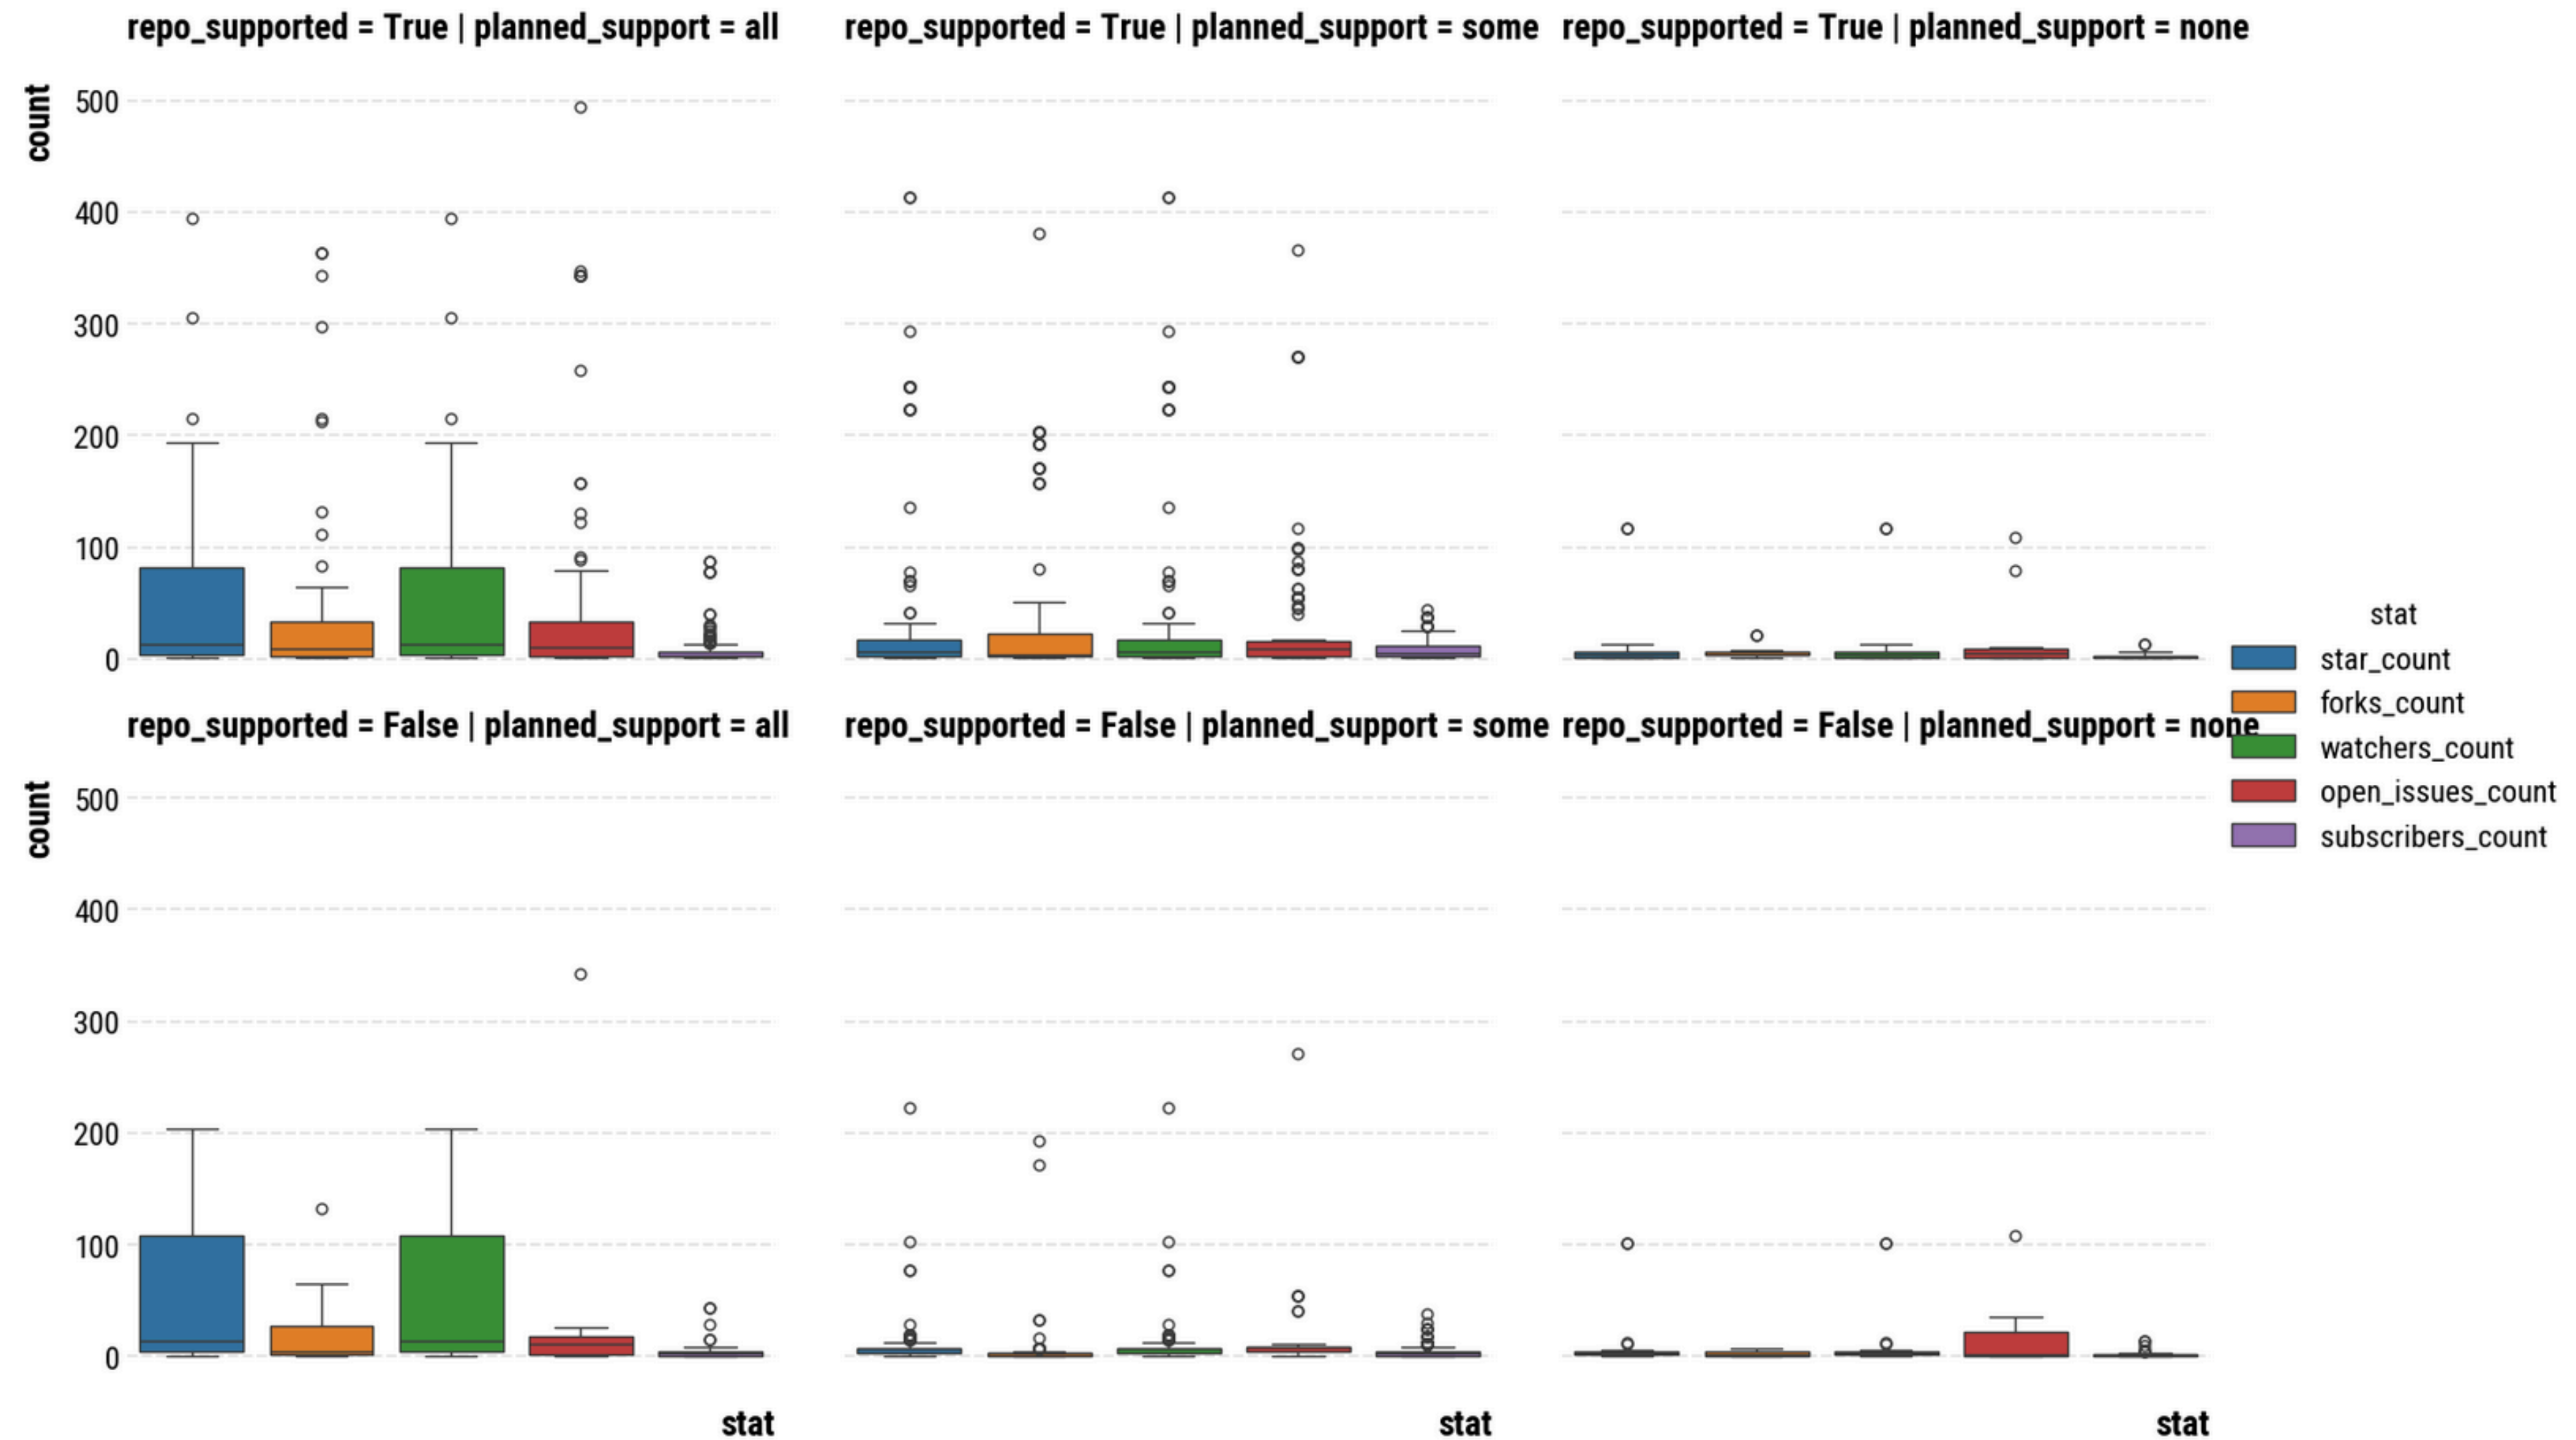 repo_supported = True | planned_support = all
repo_supported = True | planned_support = some
repo_supported = True | planned_support = none
count
500
400
300
200
100
0
stat
star_count
forks_count
watchers_count
open_issues_count
subscribers_count
repo_supported = False | planned_support = all
repo_supported = False | planned_support = some
repo_supported = False | planned_support = none
count
500
400
300
200
100
0
stat
stat
stat